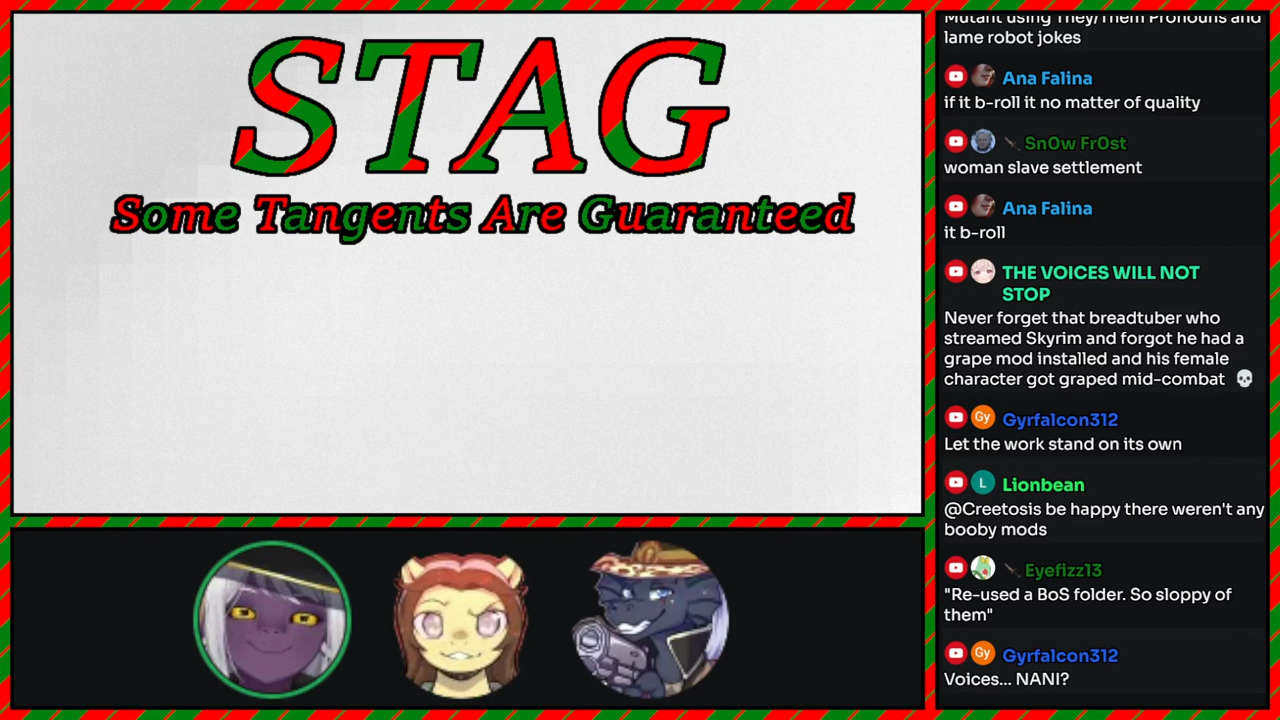 STAG
Some Tangents Are Guaranteed
Mutant using They/Them Pronouns and
lame robot jokes
Ana Falina
if it b-roll it no matter of quality
Sn0w Fr0st
woman slave settlement
Ana Falina
it b-roll
THE VOICES WILL NOT
STOP
Never forget that breadtuber who
streamed Skyrim and forgot he had a
grape mod installed and his female
character got graped mid-combat 💀
Gy Gyrfalcon312
Let the work stand on its own
L Lionbean
@Creetosis be happy there weren't any
booby mods
Eyefizz13
"Re-used a BoS folder. So sloppy of
them"
Gy Gyrfalcon312
Voices... NANI?